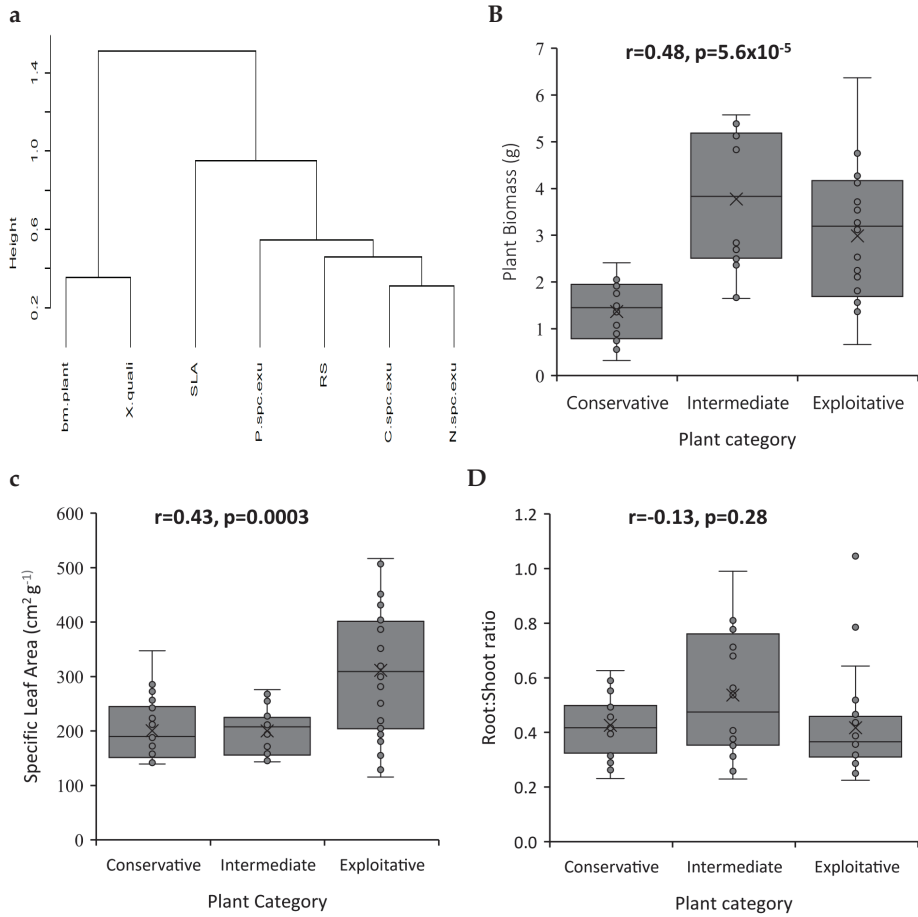 a
1.4
1.0
0.6
0.2
Height
bm.plant
X.quali
SLA
P.spc.exu
RS
C.spc.exu
N.spc.exu
B
r=0.48, p=5.6x10⁻⁵
7
6
5
4
3
2
1
0
Plant Biomass (g)
Conservative Intermediate Exploitative
Plant category
c
r=0.43, p=0.0003
600
500
400
300
200
100
0
Specific Leaf Area (cm² g⁻¹)
Conservative Intermediate Exploitative
Plant Category
D
r=-0.13, p=0.28
1.2
1.0
0.8
0.6
0.4
0.2
0.0
Root:Shoot ratio
Conservative Intermediate Exploitative
Plant category